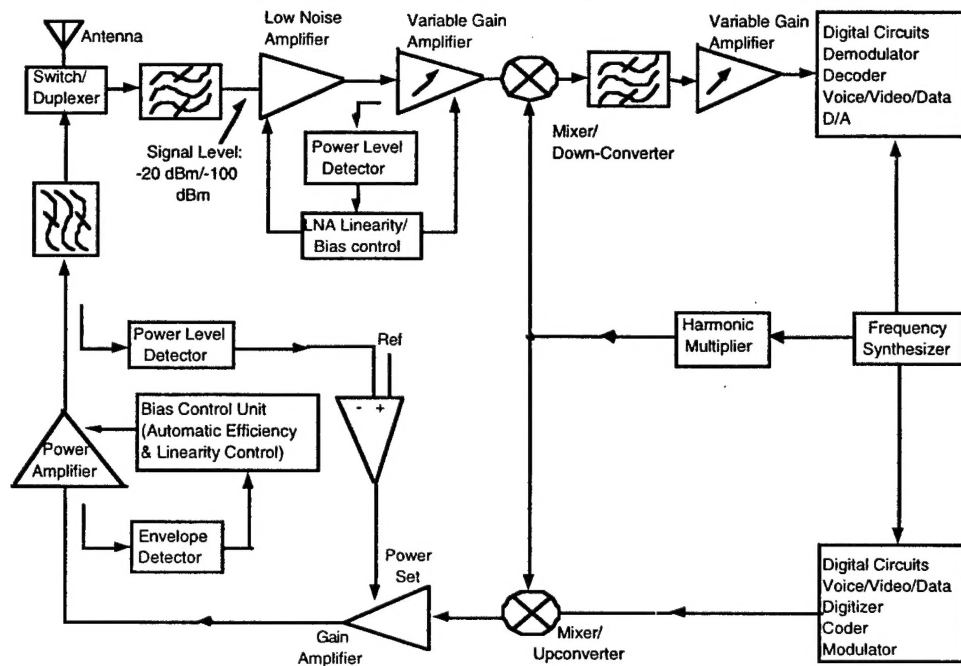 Antenna
Switch/
Duplexer
Low Noise
Amplifier
Variable Gain
Amplifier
Variable Gain
Amplifier
Digital Circuits
Demodulator
Decoder
Voice/Video/Data
D/A
Signal Level:
-20 dBm/-100
dBm
Power Level
Detector
LNA Linearity/
Bias control
Mixer/
Down-Converter
Power Level
Detector
Ref
- +
Harmonic
Multiplier
Frequency
Synthesizer
Bias Control Unit
(Automatic Efficiency
& Linearity Control)
Power
Amplifier
Envelope
Detector
Power
Set
Gain
Amplifier
Mixer/
Upconverter
Digital Circuits
Voice/Video/Data
Digitizer
Coder
Modulator